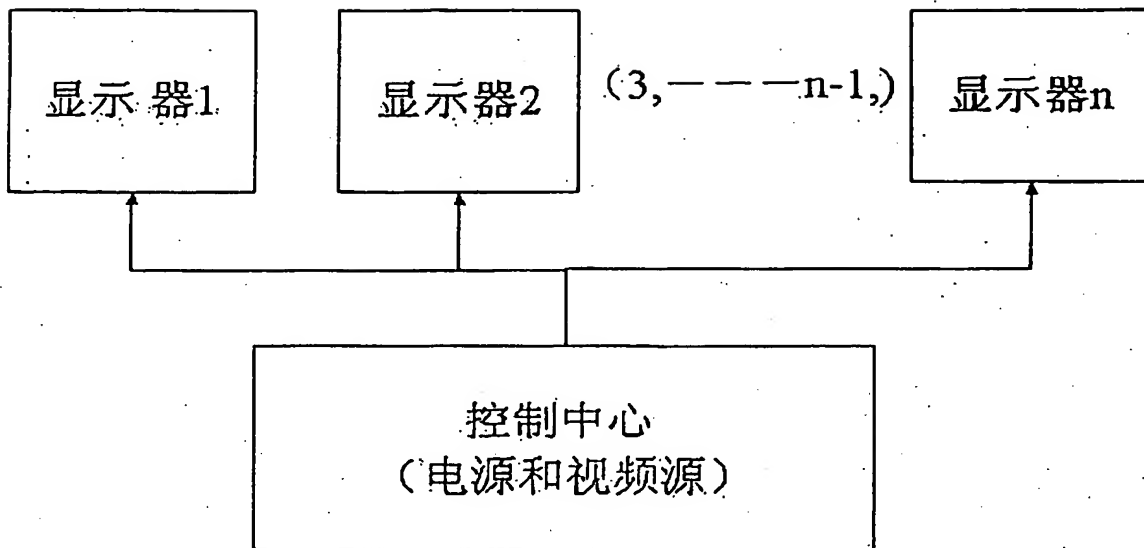 显示器1
显示器2
（3,－－－n-1,）
显示器n
控制中心
（电源和视频源）